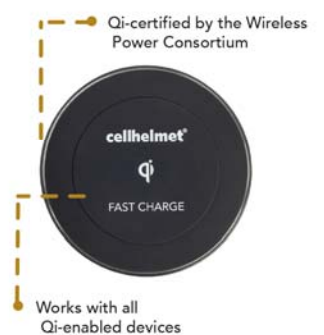 Qi-certified by the Wireless
Power Consortium
cellhelmet®
qi
FAST CHARGE
Works with all
Qi-enabled devices